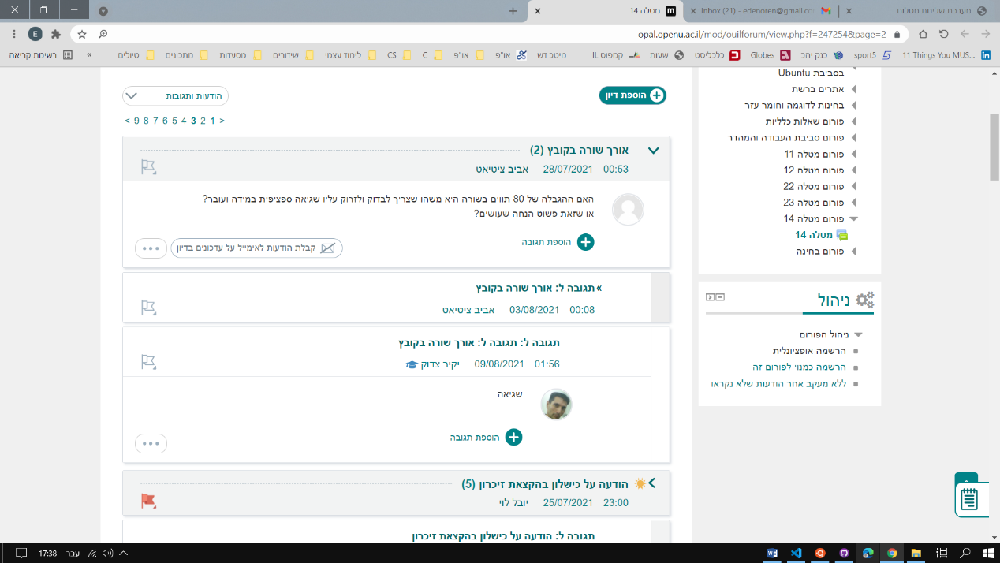 מערכת שליחת מטלות
Inbox (21) - edenoren@gmail.co
מטלה 14
opal.openu.ac.il/mod/ouilforum/view.php?f=247254&page=2
E
11 Things You MUS...
sport5
בנק יהב
Globes
כלכליסט
שעות
קמפוס IL
מיטב דש
או"פ
או"פ
C
CS
לימוד עצמי
שידורים
מסעדות
מתכונים
טיולים
»
רשימת קריאה
בסביבת Ubuntu
אתרים ברשת
בחינות לדוגמה וחומר עזר
פורום שאלות כלליות
פורום סביבת העבודה והמהדר
פורום מטלה 11
פורום מטלה 12
פורום מטלה 22
פורום מטלה 23
פורום מטלה 14
מטלה 14
פורום בחינה
ניהול
ניהול הפורום
הרשמה אופציונלית
הרשמה כמנוי לפורום זה
ללא מעקב אחר הודעות שלא נקראו
הוספת דיון
הודעות ותגובות
< 9 8 7 6 5 4 3 2 1 >
אורך שורה בקובץ (2)
00:53 28/07/2021 אביב ציטיאט
האם ההגבלה של 80 תווים בשורה היא משהו שצריך לבדוק ולזרוק עליו שגיאה ספציפית במידה ועובר?
או שזאת פשוט הנחה שעושים?
הוספת תגובה
קבלת הודעות לאימייל על עדכונים בדיון
תגובה ל: אורך שורה בקובץ
00:08 03/08/2021 אביב ציטיאט
תגובה ל: תגובה ל: אורך שורה בקובץ
01:56 09/08/2021 יקיר צדוק
שגיאה
הוספת תגובה
הודעה על כישלון בהקצאת זיכרון (5)
23:00 25/07/2021 יובל לוי
תגובה ל: הודעה על כישלון בהקצאת זיכרון
17:38
עבר